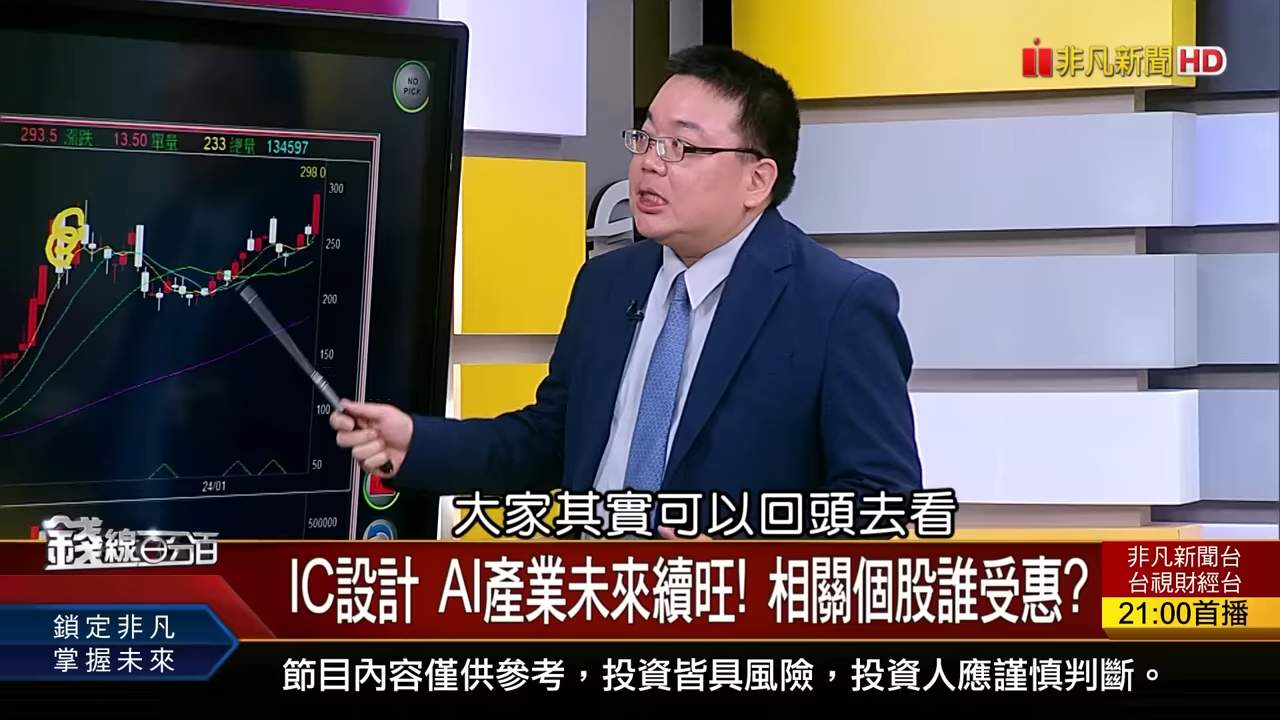 非凡新聞HD
NO
PICK
293.5 漲跌 13.50 單量 233 總量 134597
298.0
300
250
200
150
100
50
24/01
500000
大家其實可以回頭去看
錢線百分百
IC設計 AI產業未來續旺! 相關個股誰受惠?
非凡新聞台
台視財經台
21:00首播
鎖定非凡
掌握未來
節目內容僅供參考，投資皆具風險，投資人應謹慎判斷。